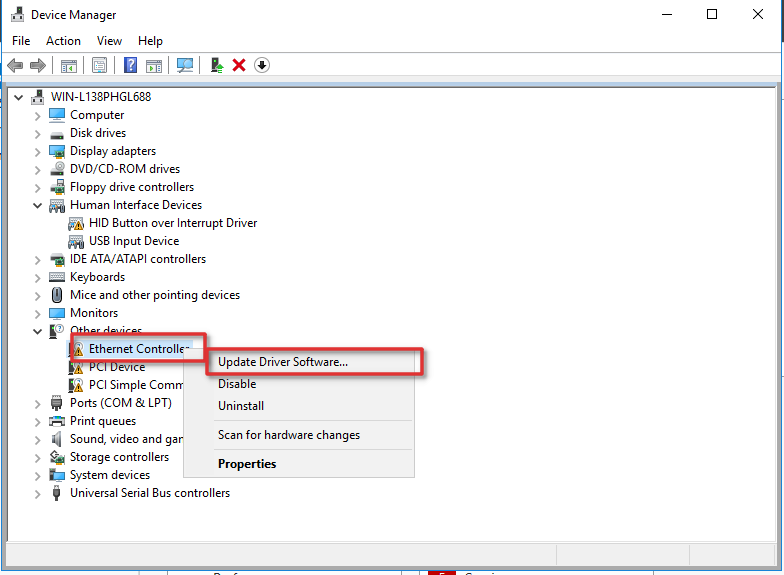 Device Manager
File Action View Help
WIN-L138PHGL688
Computer
Disk drives
Display adapters
DVD/CD-ROM drives
Floppy drive controllers
Human Interface Devices
HID Button over Interrupt Driver
USB Input Device
IDE ATA/ATAPI controllers
Keyboards
Mice and other pointing devices
Monitors
Other devices
Ethernet Controlle
Update Driver Software...
PCI Device
Disable
PCI Simple Comm
Ports (COM & LPT)
Uninstall
Print queues
Sound, video and gar
Scan for hardware changes
Storage controllers
Properties
System devices
Universal Serial Bus controllers